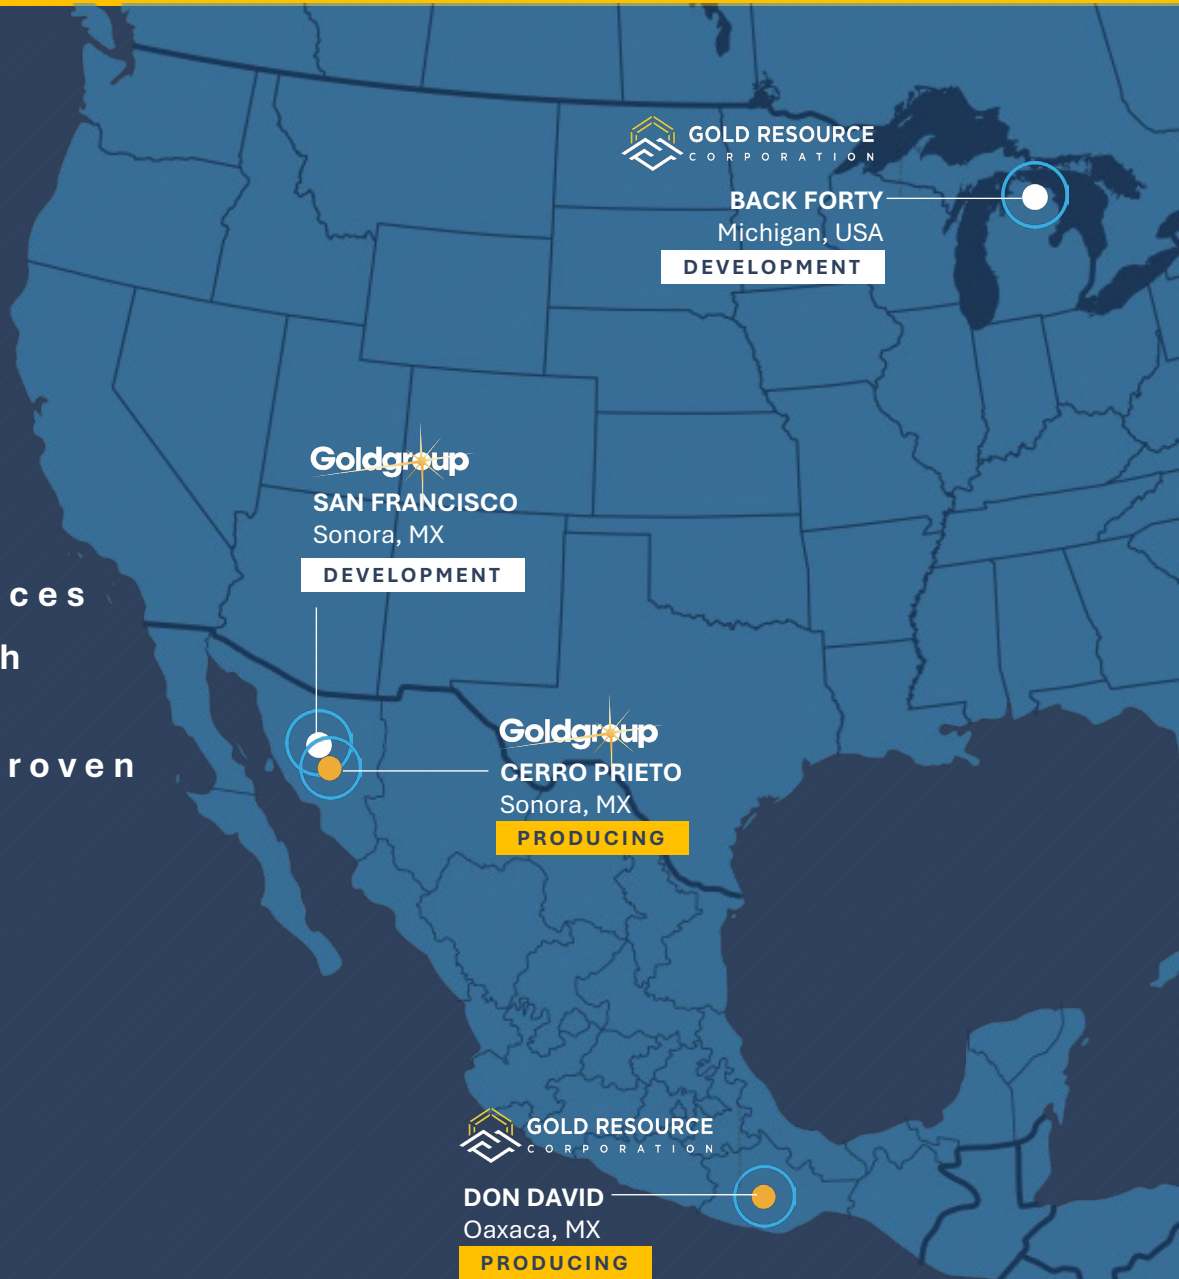 GOLD RESOURCE
CORPORATION
BACK FORTY
Michigan, USA
DEVELOPMENT
Goldgroup
SAN FRANCISCO
Sonora, MX
DEVELOPMENT
ces
h
roven
Goldgroup
CERRO PRIETO
Sonora, MX
PRODUCING
GOLD RESOURCE
CORPORATION
DON DAVID
Oaxaca, MX
PRODUCING